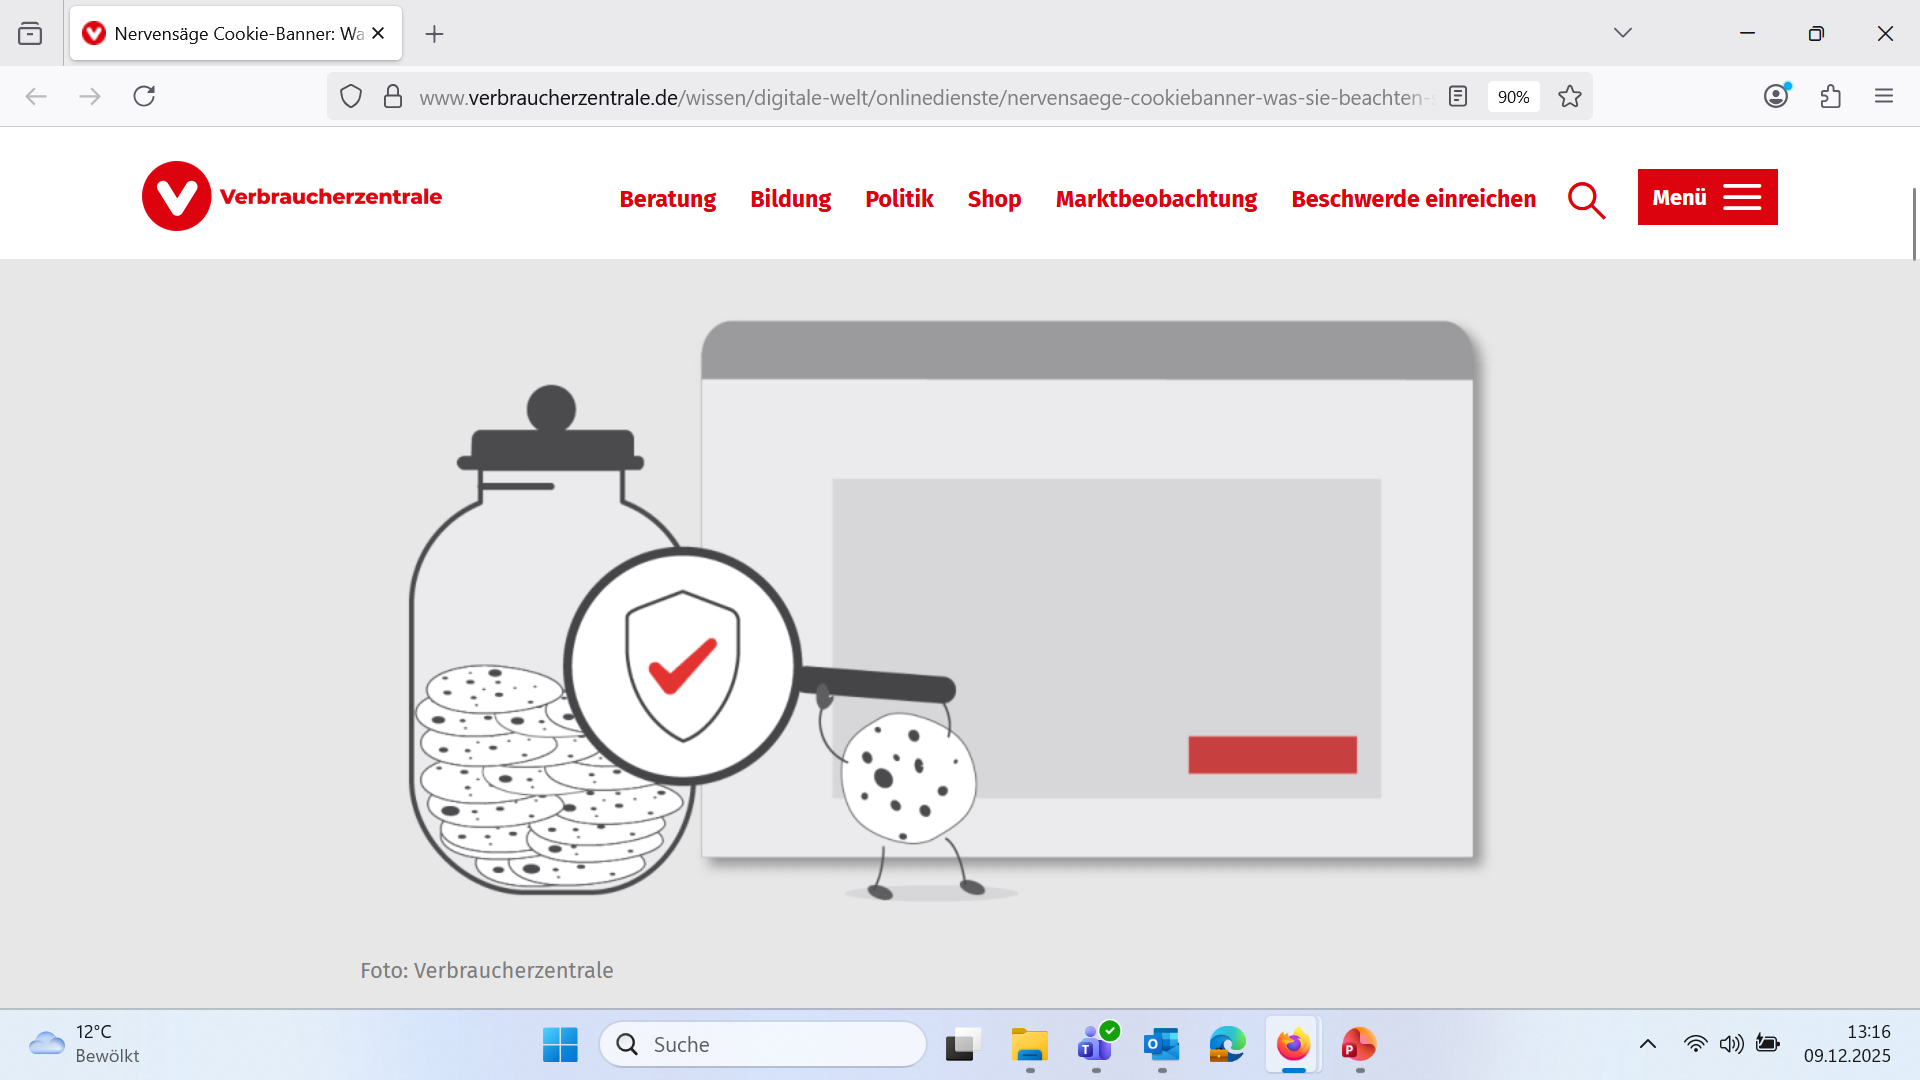 Nervensäge Cookie-Banner: Wa
www.verbraucherzentrale.de/wissen/digitale-welt/onlinedienste/nervensaege-cookiebanner-was-sie-beachten-s
90%
Verbraucherzentrale
Beratung Bildung Politik Shop Marktbeobachtung Beschwerde einreichen
Menü
Foto: Verbraucherzentrale
12°C
Bewölkt
Suche
13:16
09.12.2025